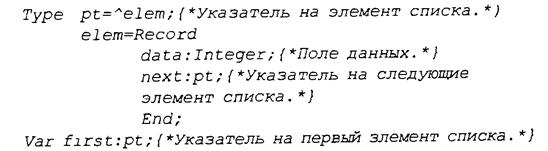 Type pt=^elem;{*Указатель на элемент списка.*)
elem=Record
data:Integer;{*Поле данных.*}
next:pt;{*Указатель на следующие
элемент списка.*}
End;
Var first:pt;{*Указатель на первый элемент списка.*}